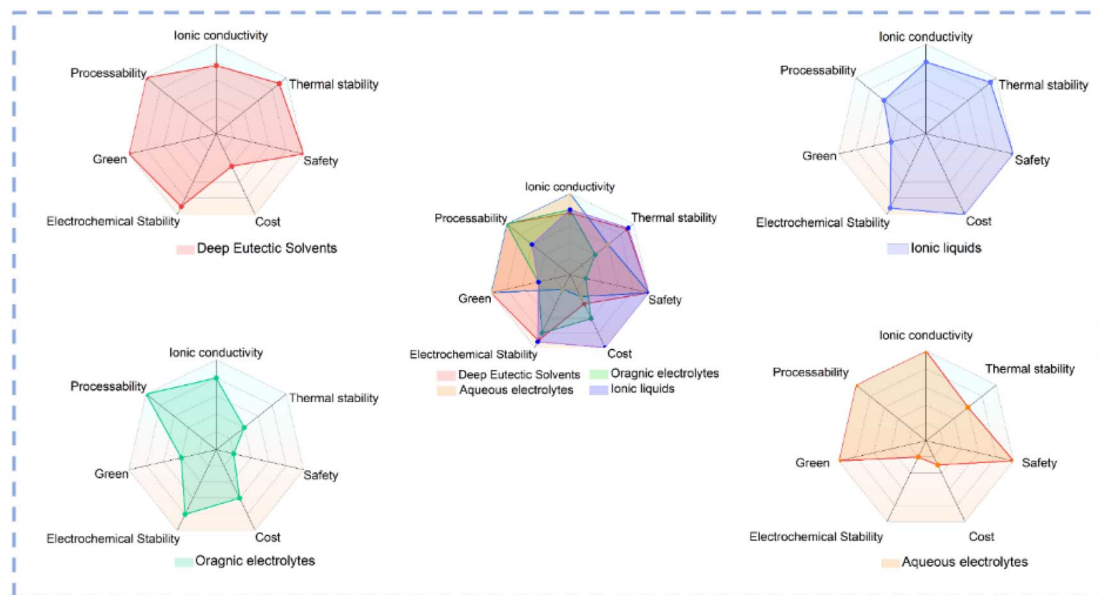 Ionic conductivity
Processability
Thermal stability
Green
Safety
Electrochemical Stability
Cost
Deep Eutectic Solvents
Ionic conductivity
Processability
Thermal stability
Green
Safety
Electrochemical Stability
Cost
Ionic liquids
Ionic conductivity
Processability
Thermal stability
Green
Safety
Electrochemical Stability
Cost
Deep Eutectic Solvents
Oragnic electrolytes
Aqueous electrolytes
Ionic liquids
Ionic conductivity
Processability
Thermal stability
Green
Safety
Electrochemical Stability
Cost
Oragnic electrolytes
Ionic conductivity
Processability
Thermal stability
Green
Safety
Electrochemical Stability
Cost
Aqueous electrolytes